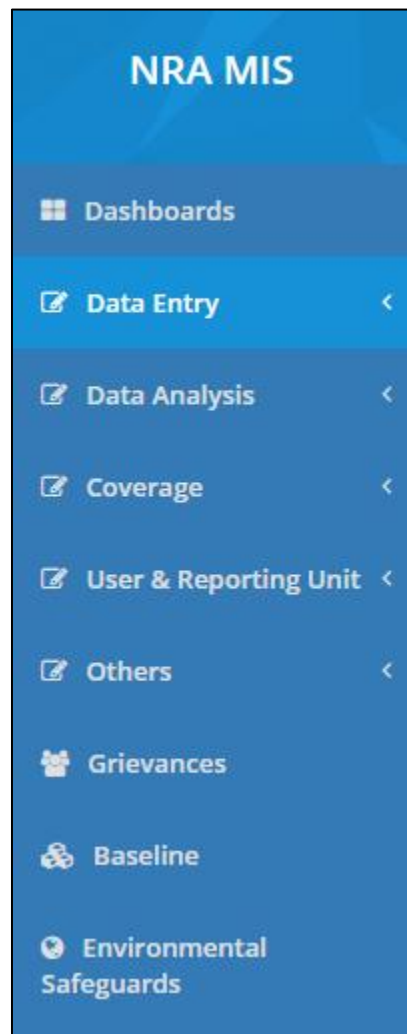 NRA MIS
Dashboards
Data Entry
Data Analysis
Coverage
User & Reporting Unit
Others
Grievances
Baseline
Environmental
Safeguards